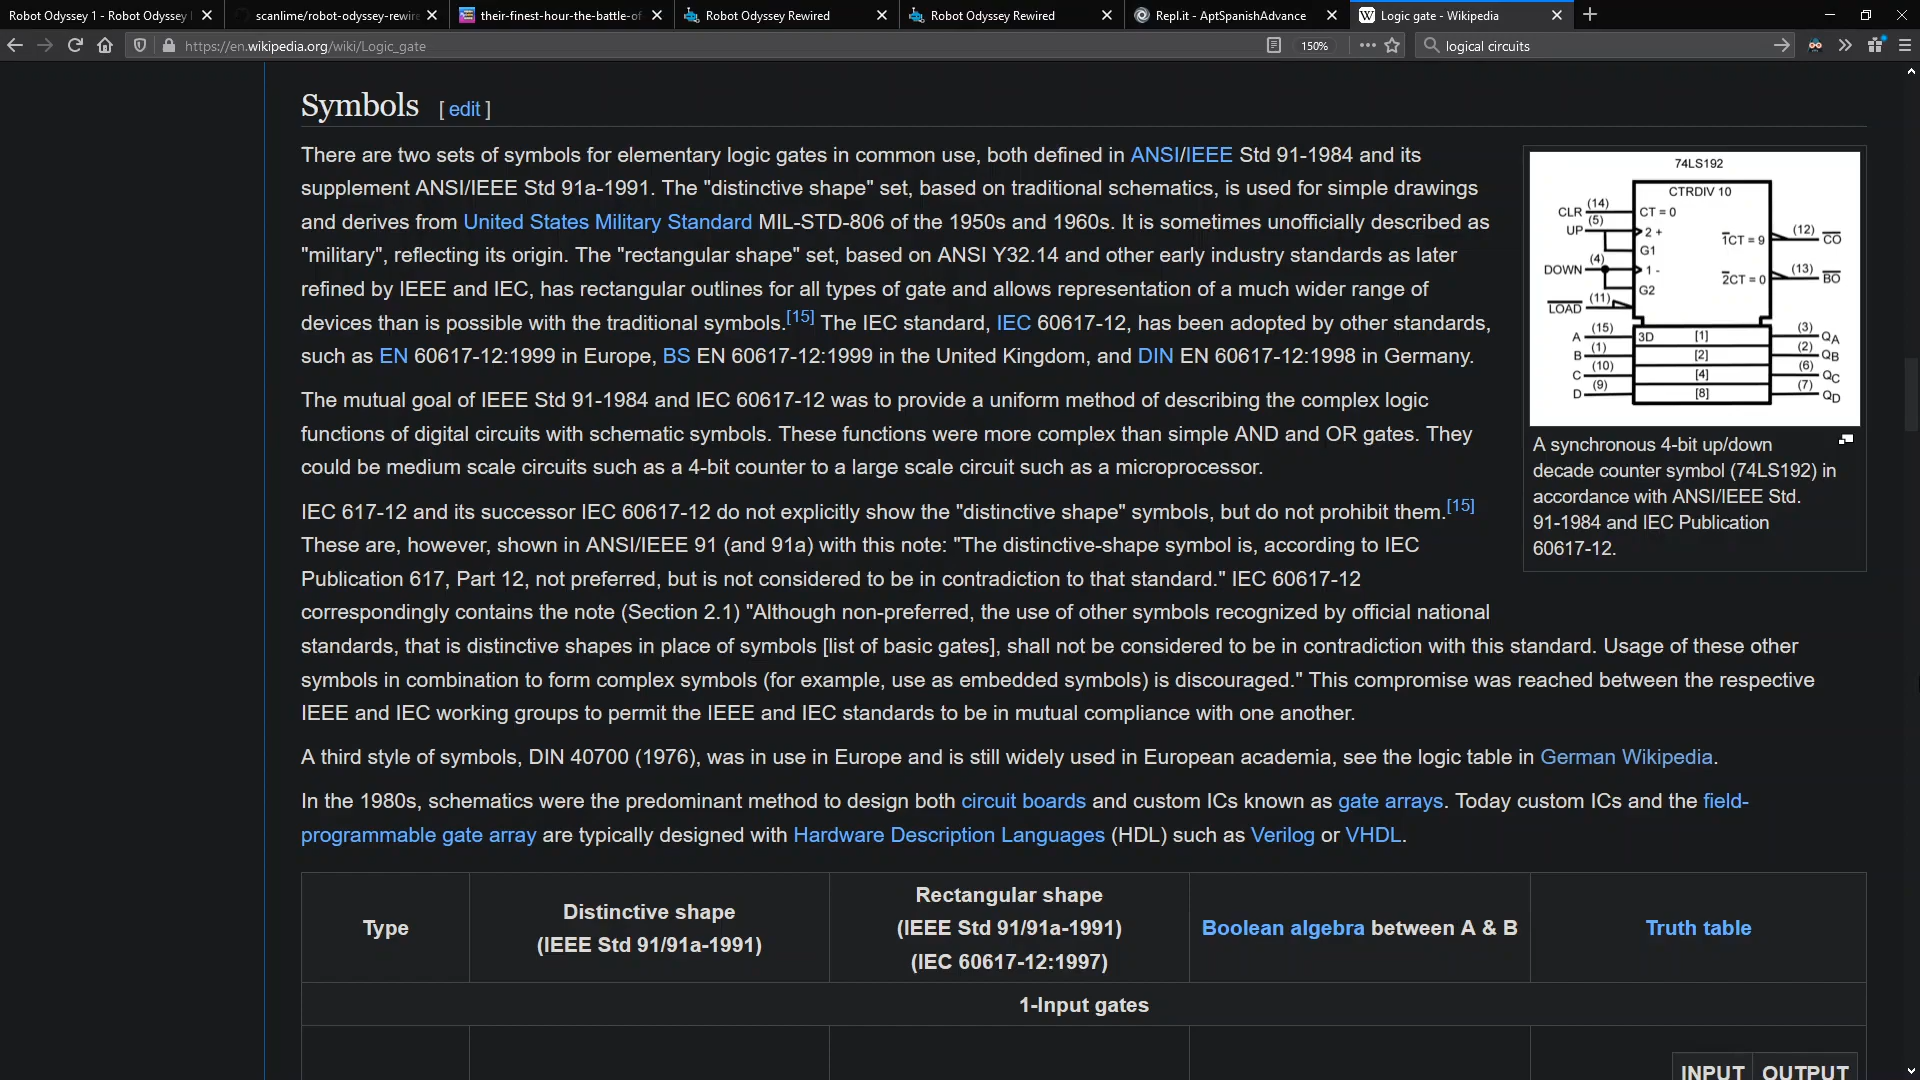 Robot Odyssey 1 - Robot Odyssey
scanlime/robot-odyssey-rewire
their-finest-hour-the-battle-of
Robot Odyssey Rewired
Robot Odyssey Rewired
Repl.it - AptSpanishAdvance
Logic gate - Wikipedia
https://en.wikipedia.org/wiki/Logic_gate
150%
logical circuits
Symbols [ edit ]
There are two sets of symbols for elementary logic gates in common use, both defined in ANSI/IEEE Std 91-1984 and its
supplement ANSI/IEEE Std 91a-1991. The "distinctive shape" set, based on traditional schematics, is used for simple drawings
and derives from United States Military Standard MIL-STD-806 of the 1950s and 1960s. It is sometimes unofficially described as
"military", reflecting its origin. The "rectangular shape" set, based on ANSI Y32.14 and other early industry standards as later
refined by IEEE and IEC, has rectangular outlines for all types of gate and allows representation of a much wider range of
devices than is possible with the traditional symbols.[15] The IEC standard, IEC 60617-12, has been adopted by other standards,
such as EN 60617-12:1999 in Europe, BS EN 60617-12:1999 in the United Kingdom, and DIN EN 60617-12:1998 in Germany.
The mutual goal of IEEE Std 91-1984 and IEC 60617-12 was to provide a uniform method of describing the complex logic
functions of digital circuits with schematic symbols. These functions were more complex than simple AND and OR gates. They
could be medium scale circuits such as a 4-bit counter to a large scale circuit such as a microprocessor.
IEC 617-12 and its successor IEC 60617-12 do not explicitly show the "distinctive shape" symbols, but do not prohibit them.[15]
These are, however, shown in ANSI/IEEE 91 (and 91a) with this note: "The distinctive-shape symbol is, according to IEC
Publication 617, Part 12, not preferred, but is not considered to be in contradiction to that standard." IEC 60617-12
correspondingly contains the note (Section 2.1) "Although non-preferred, the use of other symbols recognized by official national
standards, that is distinctive shapes in place of symbols [list of basic gates], shall not be considered to be in contradiction with this standard. Usage of these other
symbols in combination to form complex symbols (for example, use as embedded symbols) is discouraged." This compromise was reached between the respective
IEEE and IEC working groups to permit the IEEE and IEC standards to be in mutual compliance with one another.
A third style of symbols, DIN 40700 (1976), was in use in Europe and is still widely used in European academia, see the logic table in German Wikipedia.
In the 1980s, schematics were the predominant method to design both circuit boards and custom ICs known as gate arrays. Today custom ICs and the field-
programmable gate array are typically designed with Hardware Description Languages (HDL) such as Verilog or VHDL.
74LS192
CTRDIV 10
CLR (14) CT = 0
UP (5) 2 +
G1
1CT = 9 (12) CO
DOWN (4) 1 -
G2
2CT = 0 (13) BO
LOAD (11)
A (15) 3D [1] (3) QA
B (1) [2] (2) QB
C (10) [4] (6) QC
D (9) [8] (7) QD
A synchronous 4-bit up/down
decade counter symbol (74LS192) in
accordance with ANSI/IEEE Std.
91-1984 and IEC Publication
60617-12.
Type
Distinctive shape
(IEEE Std 91/91a-1991)
Rectangular shape
(IEEE Std 91/91a-1991)
(IEC 60617-12:1997)
Boolean algebra between A & B
Truth table
1-Input gates
INPUT OUTPUT